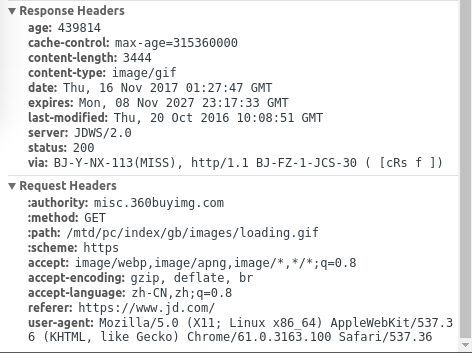 ▼ Response Headers
age: 439814
cache-control: max-age=315360000
content-length: 3444
content-type: image/gif
date: Thu, 16 Nov 2017 01:27:47 GMT
expires: Mon, 08 Nov 2027 23:17:33 GMT
last-modified: Thu, 20 Oct 2016 10:08:51 GMT
server: JDWS/2.0
status: 200
via: BJ-Y-NX-113(MISS), http/1.1 BJ-FZ-1-JCS-30 ( [cRs f ])
▼ Request Headers
:authority: misc.360buyimg.com
:method: GET
:path: /mtd/pc/index/gb/images/loading.gif
:scheme: https
accept: image/webp,image/apng,image/*,*/*;q=0.8
accept-encoding: gzip, deflate, br
accept-language: zh-CN,zh;q=0.8
referer: https://www.jd.com/
user-agent: Mozilla/5.0 (X11; Linux x86_64) AppleWebKit/537.3
6 (KHTML, like Gecko) Chrome/61.0.3163.100 Safari/537.36